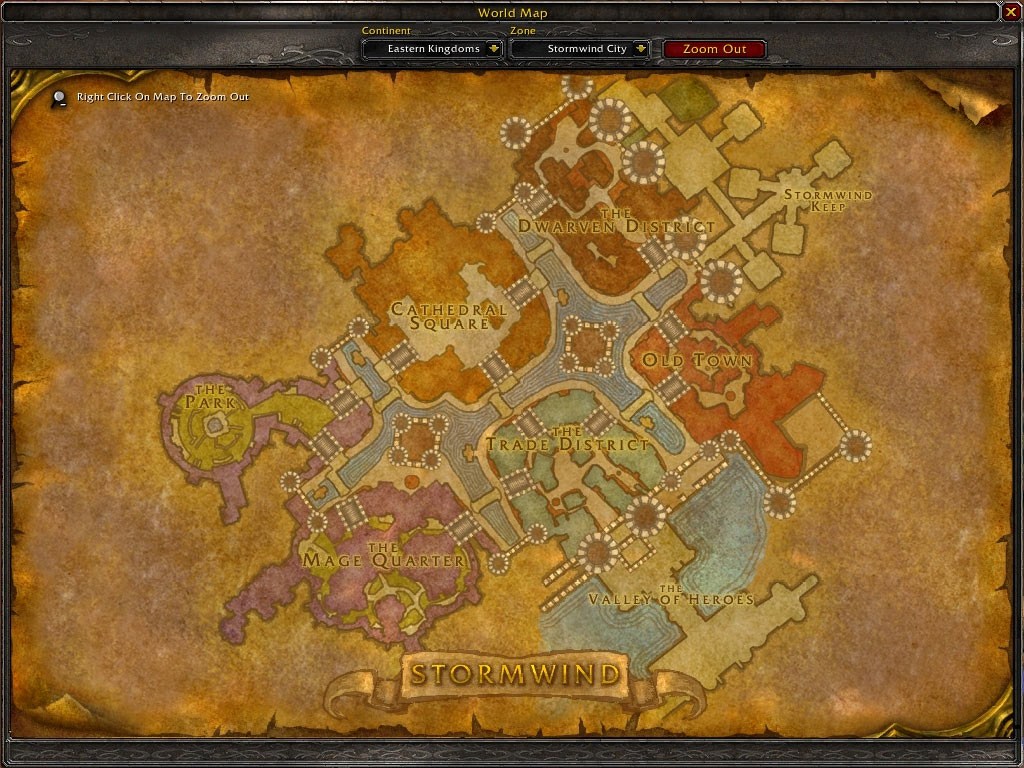 World Map
Continent
Zone
Eastern Kingdoms
Stormwind City
Zoom Out
Right Click On Map To Zoom Out
STORMWIND
KEEP
THE
DWARVEN DISTRICT
CATHEDRAL
SQUARE
OLD TOWN
THE
PARK
THE
TRADE DISTRICT
THE
MAGE QUARTER
THE
VALLEY OF HEROES
STORMWIND